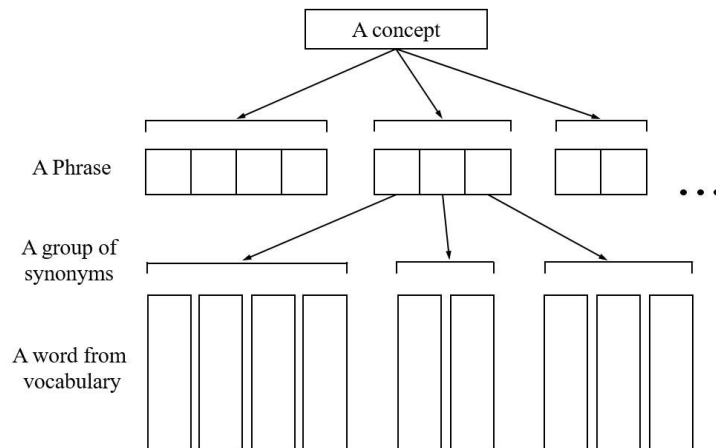 A concept
A Phrase
...
A group of
synonyms
A word from
vocabulary